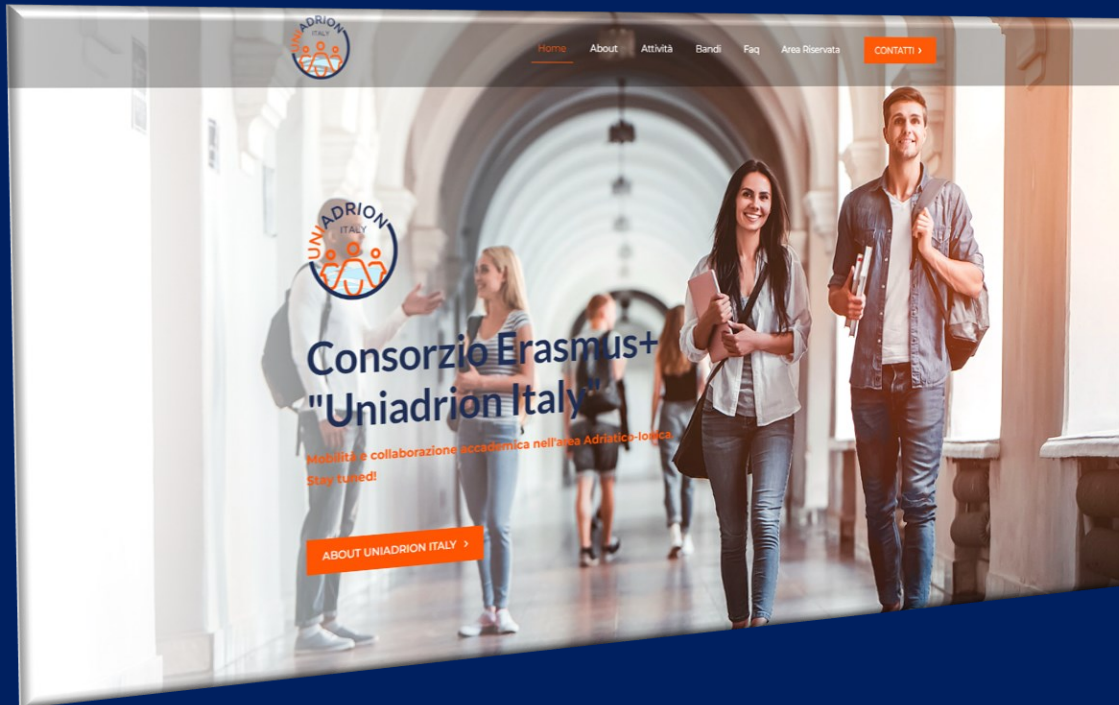 UNIADRION
ITALY
Home About Attività Bandi Faq Area Riservata CONTATTI >
UNIADRION
ITALY
Consorzio Erasmus+
"Uniadrion Italy"
Mobilità e collaborazione accademica nell'area Adriatico-Ionica
Stay tuned!
ABOUT UNIADRION ITALY >